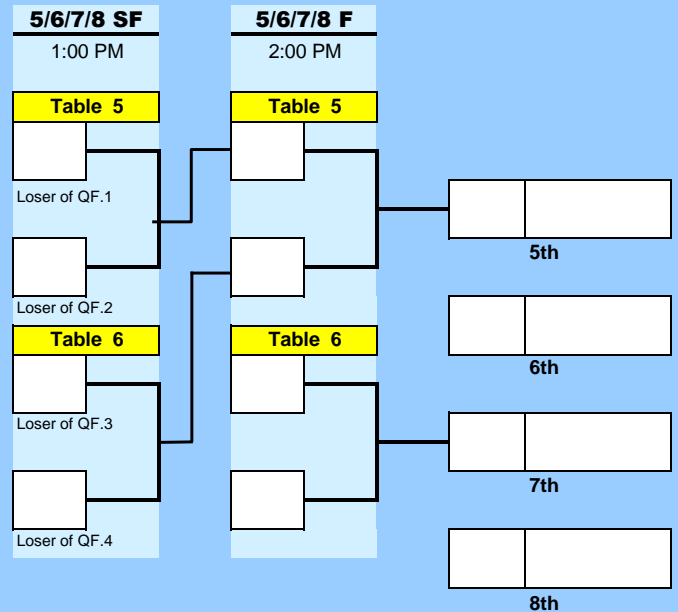 5/6/7/8 SF
1:00 PM
Table 5
Loser of QF.1
Loser of QF.2
Table 6
Loser of QF.3
Loser of QF.4
5/6/7/8 F
2:00 PM
Table 5
Table 6
5th
6th
7th
8th